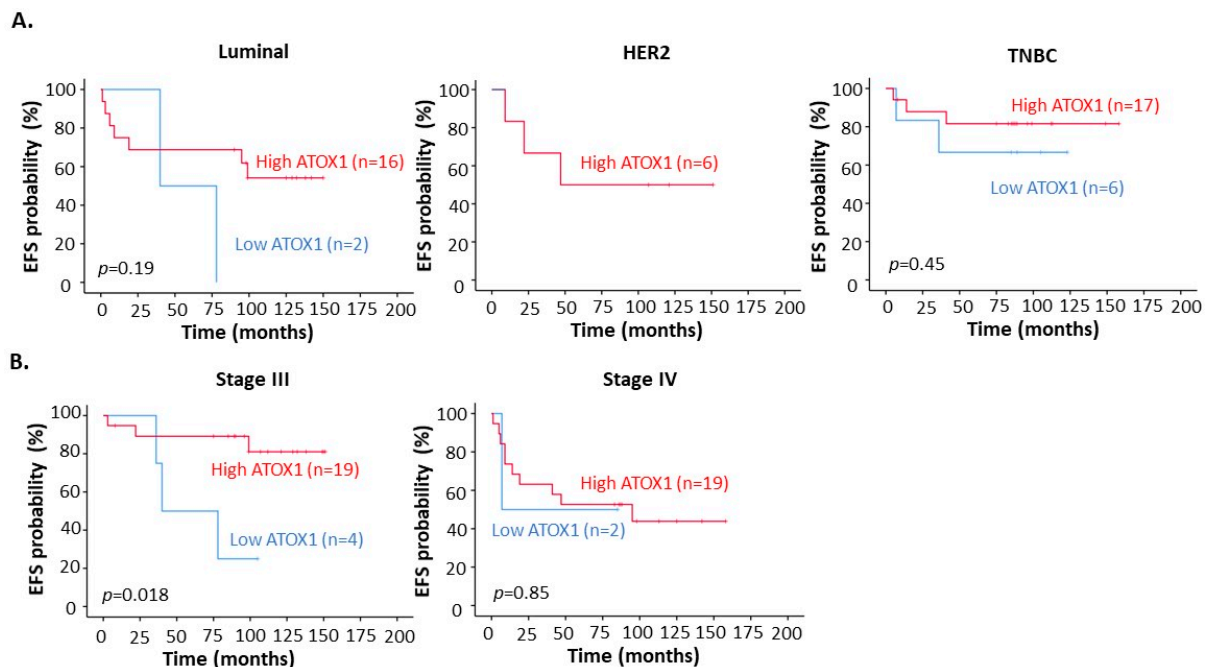 A.
Luminal
HER2
TNBC
EFS probability (%)
100
80
60
40
20
0
High ATOX1 (n=16)
Low ATOX1 (n=2)
p=0.19
0 25 50 75 100 125 150 175 200
Time (months)
EFS probability (%)
100
80
60
40
20
0
High ATOX1 (n=6)
0 25 50 75 100 125 150 175 200
Time (months)
EFS probability (%)
100
80
60
40
20
0
High ATOX1 (n=17)
Low ATOX1 (n=6)
p=0.45
0 25 50 75 100 125 150 175 200
Time (months)
B.
Stage III
Stage IV
EFS probability (%)
100
80
60
40
20
0
High ATOX1 (n=19)
Low ATOX1 (n=4)
p=0.018
0 25 50 75 100 125 150 175 200
Time (months)
EFS probability (%)
100
80
60
40
20
0
High ATOX1 (n=19)
Low ATOX1 (n=2)
p=0.85
0 25 50 75 100 125 150 175 200
Time (months)